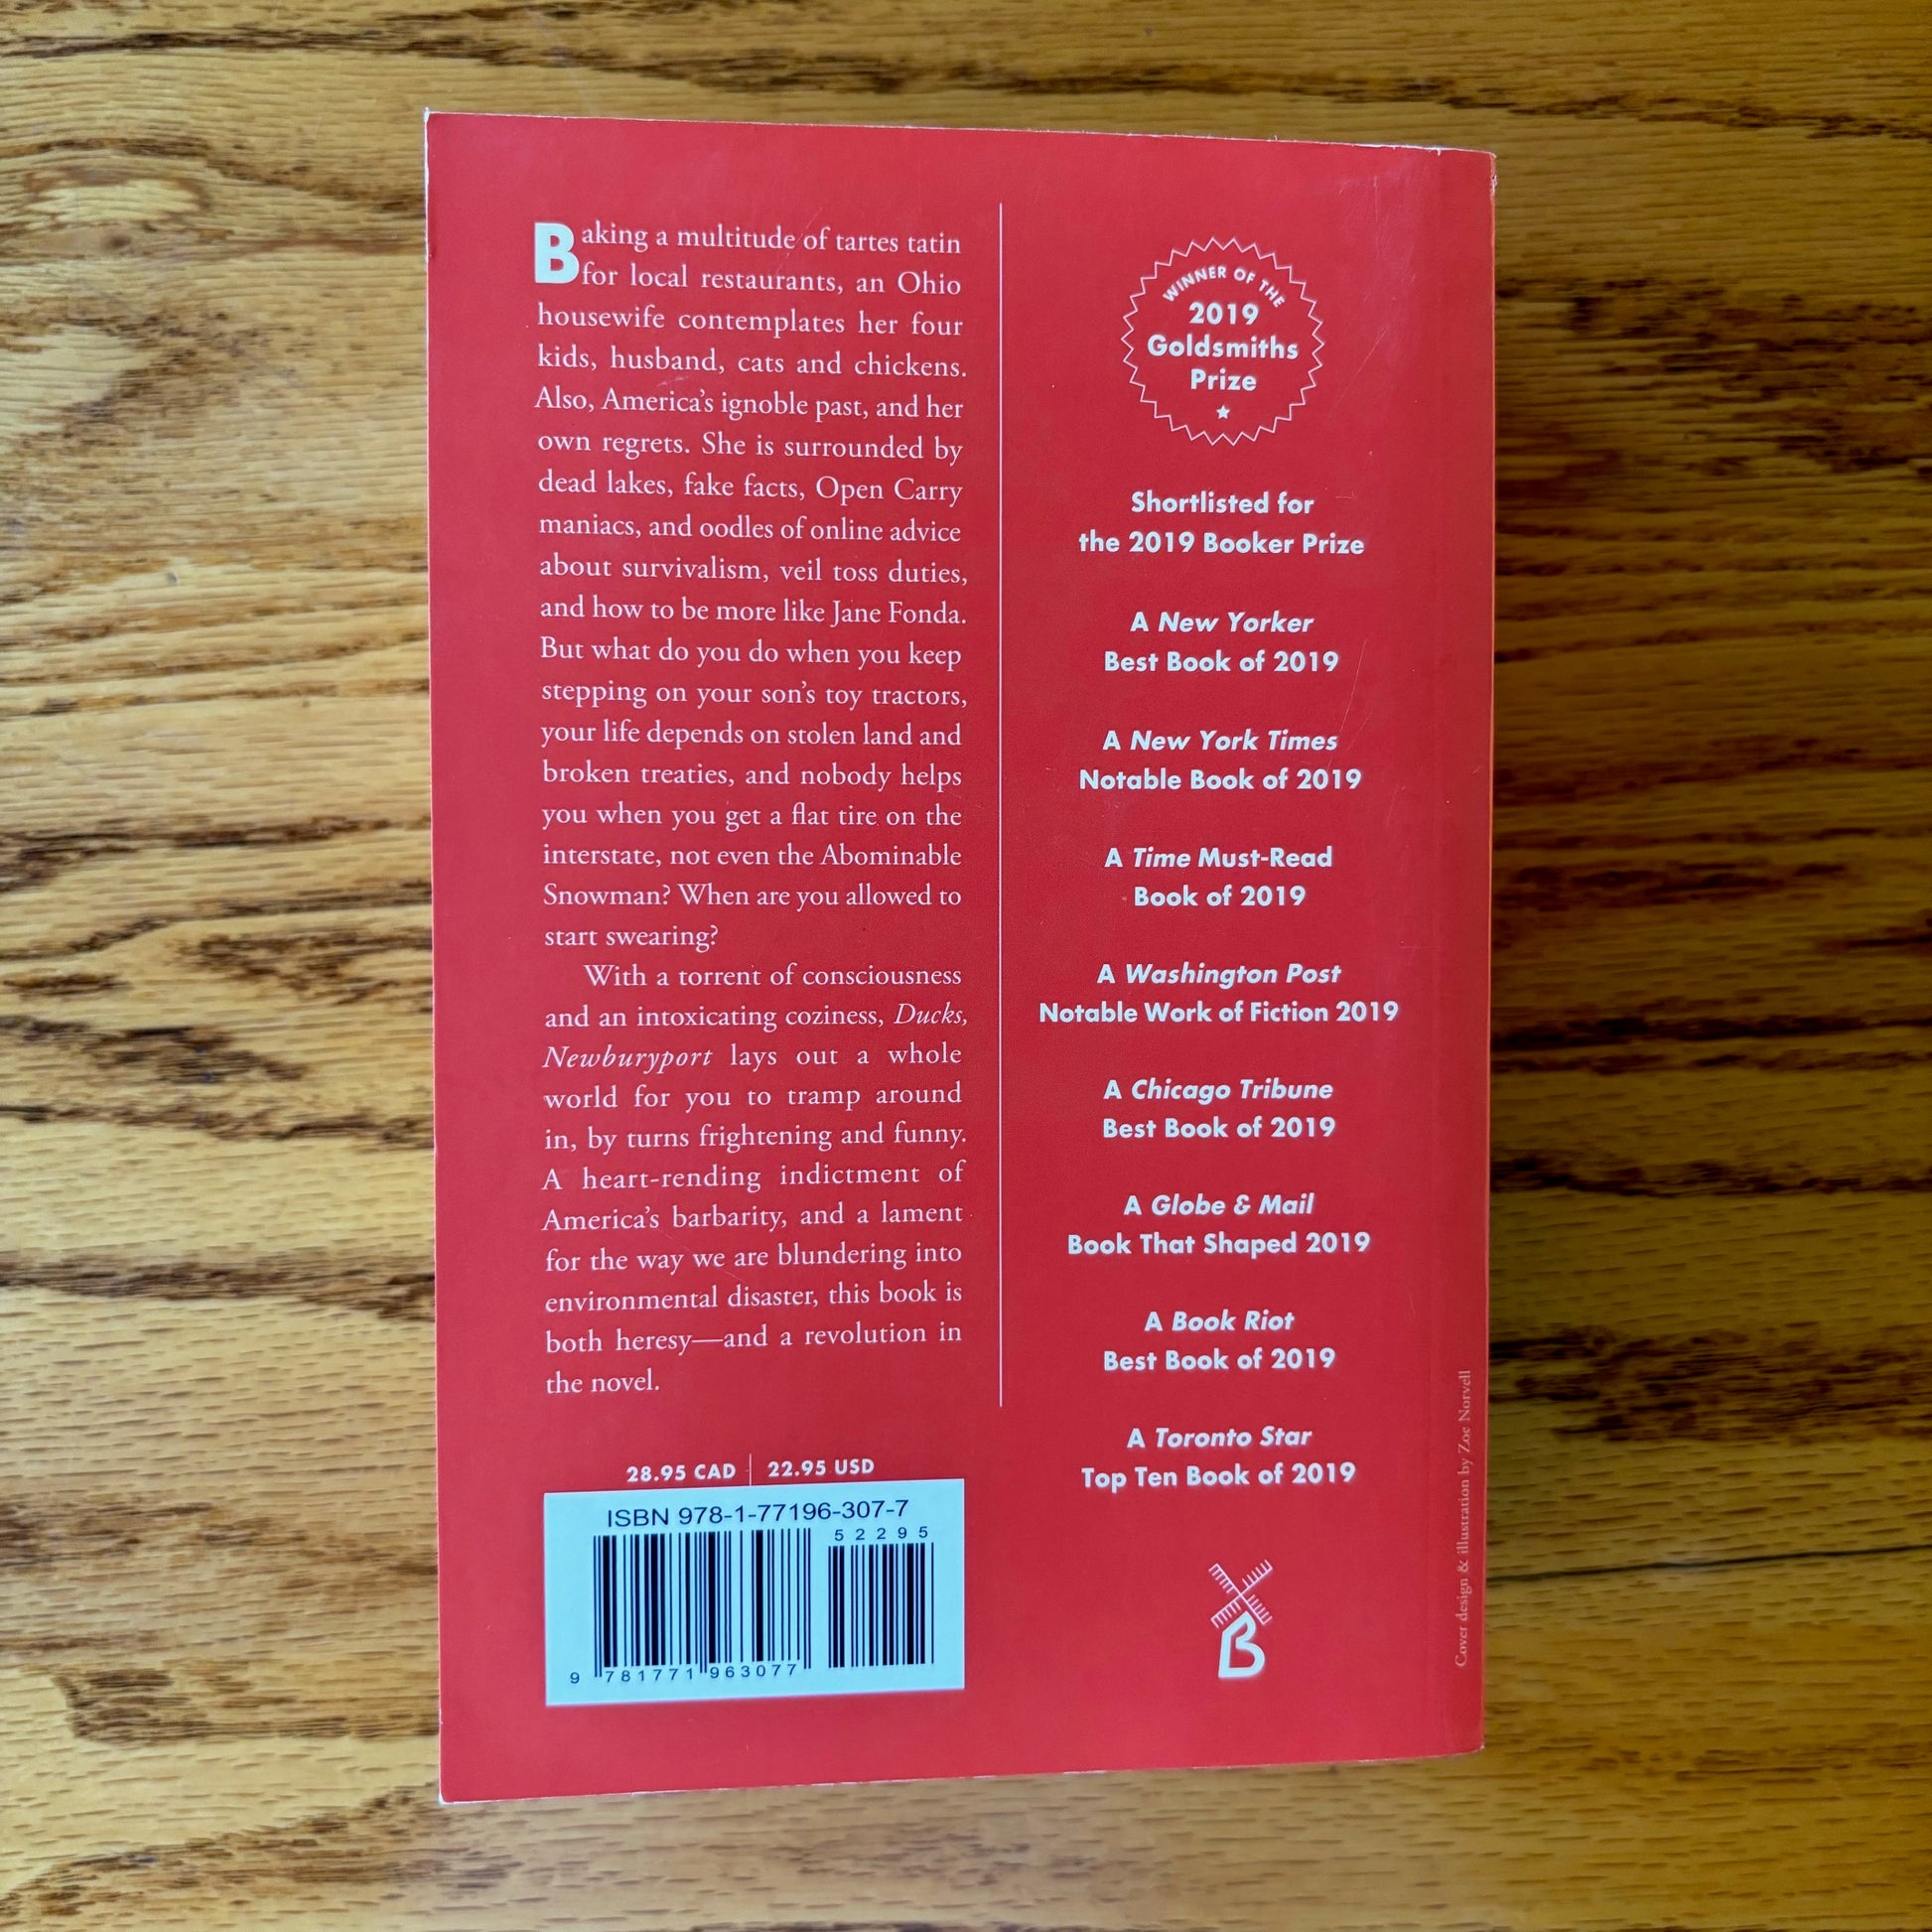 Baking a multitude of tartes tatin
for local restaurants, an Ohio
housewife contemplates her four
kids, husband, cats and chickens.
Also, America's ignoble past, and her
own regrets. She is surrounded by
dead lakes, fake facts, Open Carry
maniacs, and oodles of online advice
about survivalism, veil toss duties,
and how to be more like Jane Fonda.
But what do you do when you keep
stepping on your son's toy tractors,
your life depends on stolen land and
broken treaties, and nobody helps
you when you get a flat tire on the
interstate, not even the Abominable
Snowman? When are you allowed to
start swearing?
With a torrent of consciousness
and an intoxicating coziness, Ducks,
Newburyport lays out a whole
world for you to tramp around
in, by turns frightening and funny.
A heart-rending indictment of
America's barbarity, and a lament
for the way we are blundering into
environmental disaster, this book is
both heresy—and a revolution in
the novel.
28.95 CAD | 22.95 USD
ISBN 978-1-77196-307-7
52295
9 781771 963077
WINNER OF THE
2019
Goldsmiths
Prize
Shortlisted for
the 2019 Booker Prize
A New Yorker
Best Book of 2019
A New York Times
Notable Book of 2019
A Time Must-Read
Book of 2019
A Washington Post
Notable Work of Fiction 2019
A Chicago Tribune
Best Book of 2019
A Globe & Mail
Book That Shaped 2019
A Book Riot
Best Book of 2019
A Toronto Star
Top Ten Book of 2019
B
Cover design & illustration by Zoe Norvell